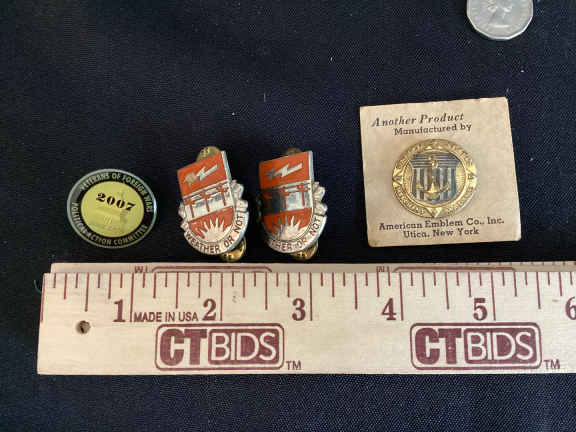 Another Product
Manufactured by
American Emblem Co., Inc.
Utica, New York
VETERANS OF FOREIGN WARS
2007
POLITICAL ACTION COMMITTEE
WEATHER OR NOT
WEATHER OR NOT
1 2 3 4 5 6
MADE IN USA
CTBIDS TM
CTBIDS TM